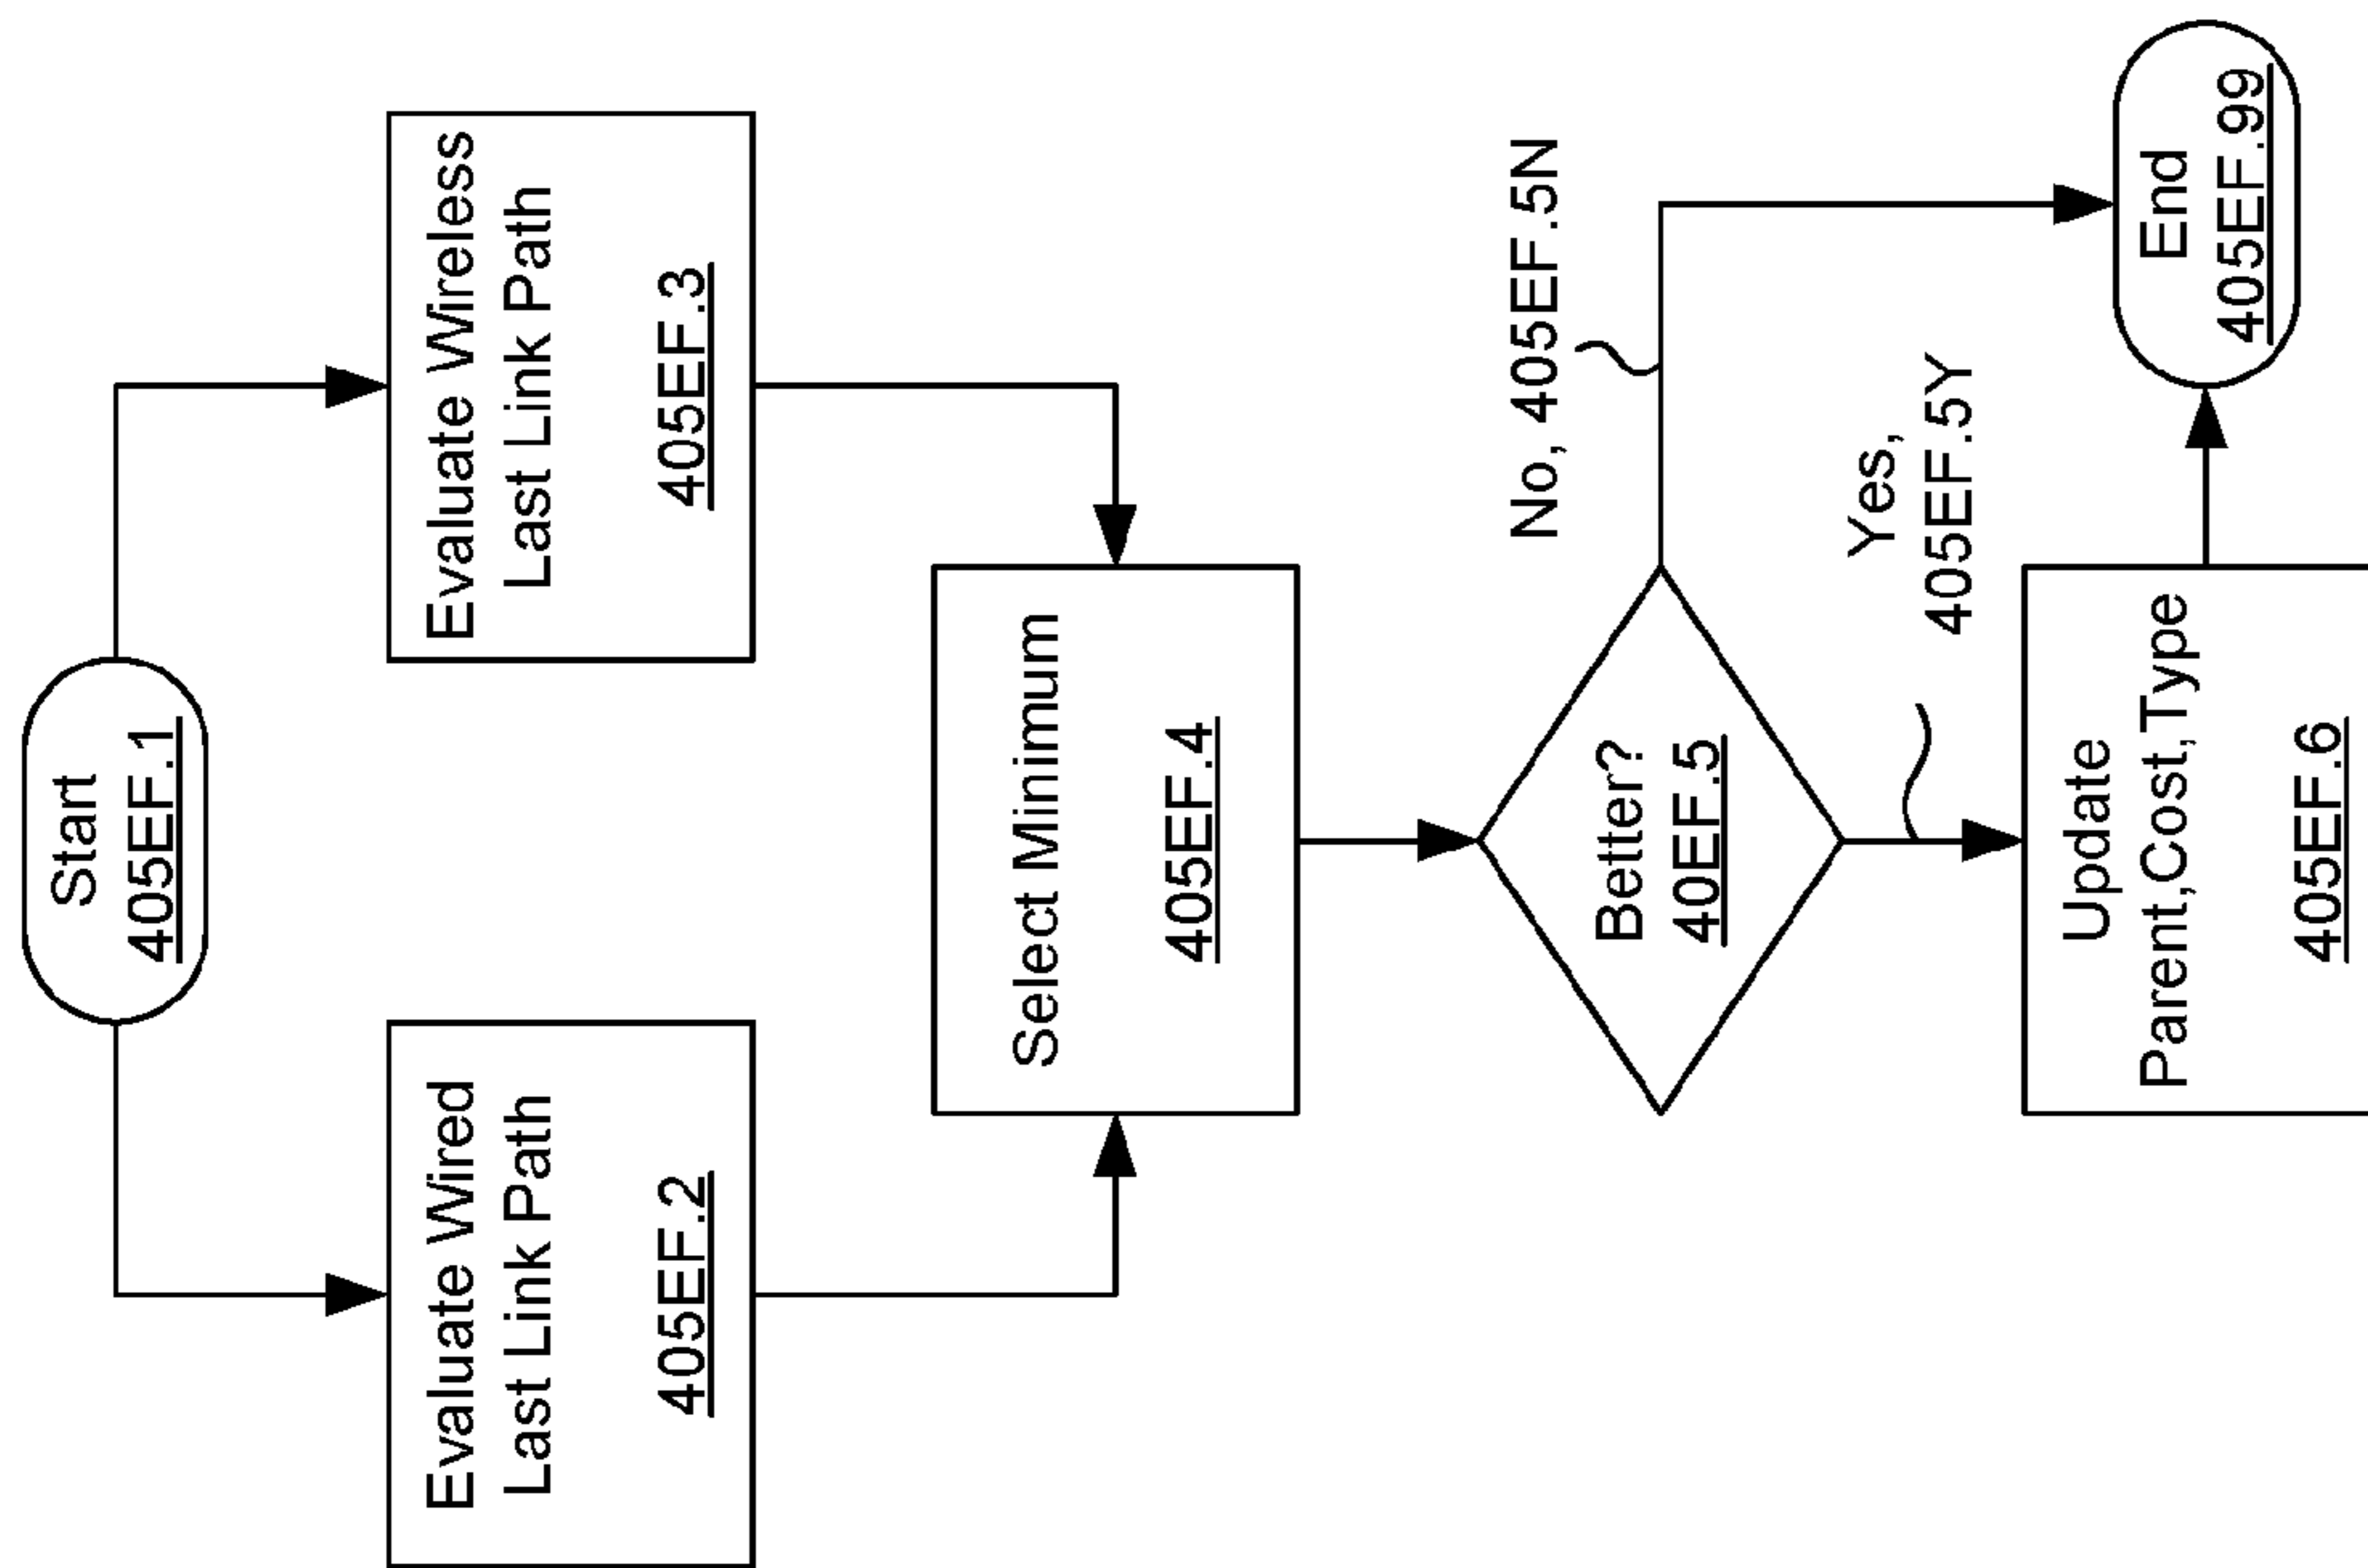 Start
405EF.1
Evaluate Wired
Last Link Path
405EF.2
Evaluate Wireless
Last Link Path
405EF.3
Select Minimum
405EF.4
Better?
40EF.5
No, 405EF.5N
Yes,
405EF.5Y
Update
Parent,Cost,Type
405EF.6
End
405EF.99